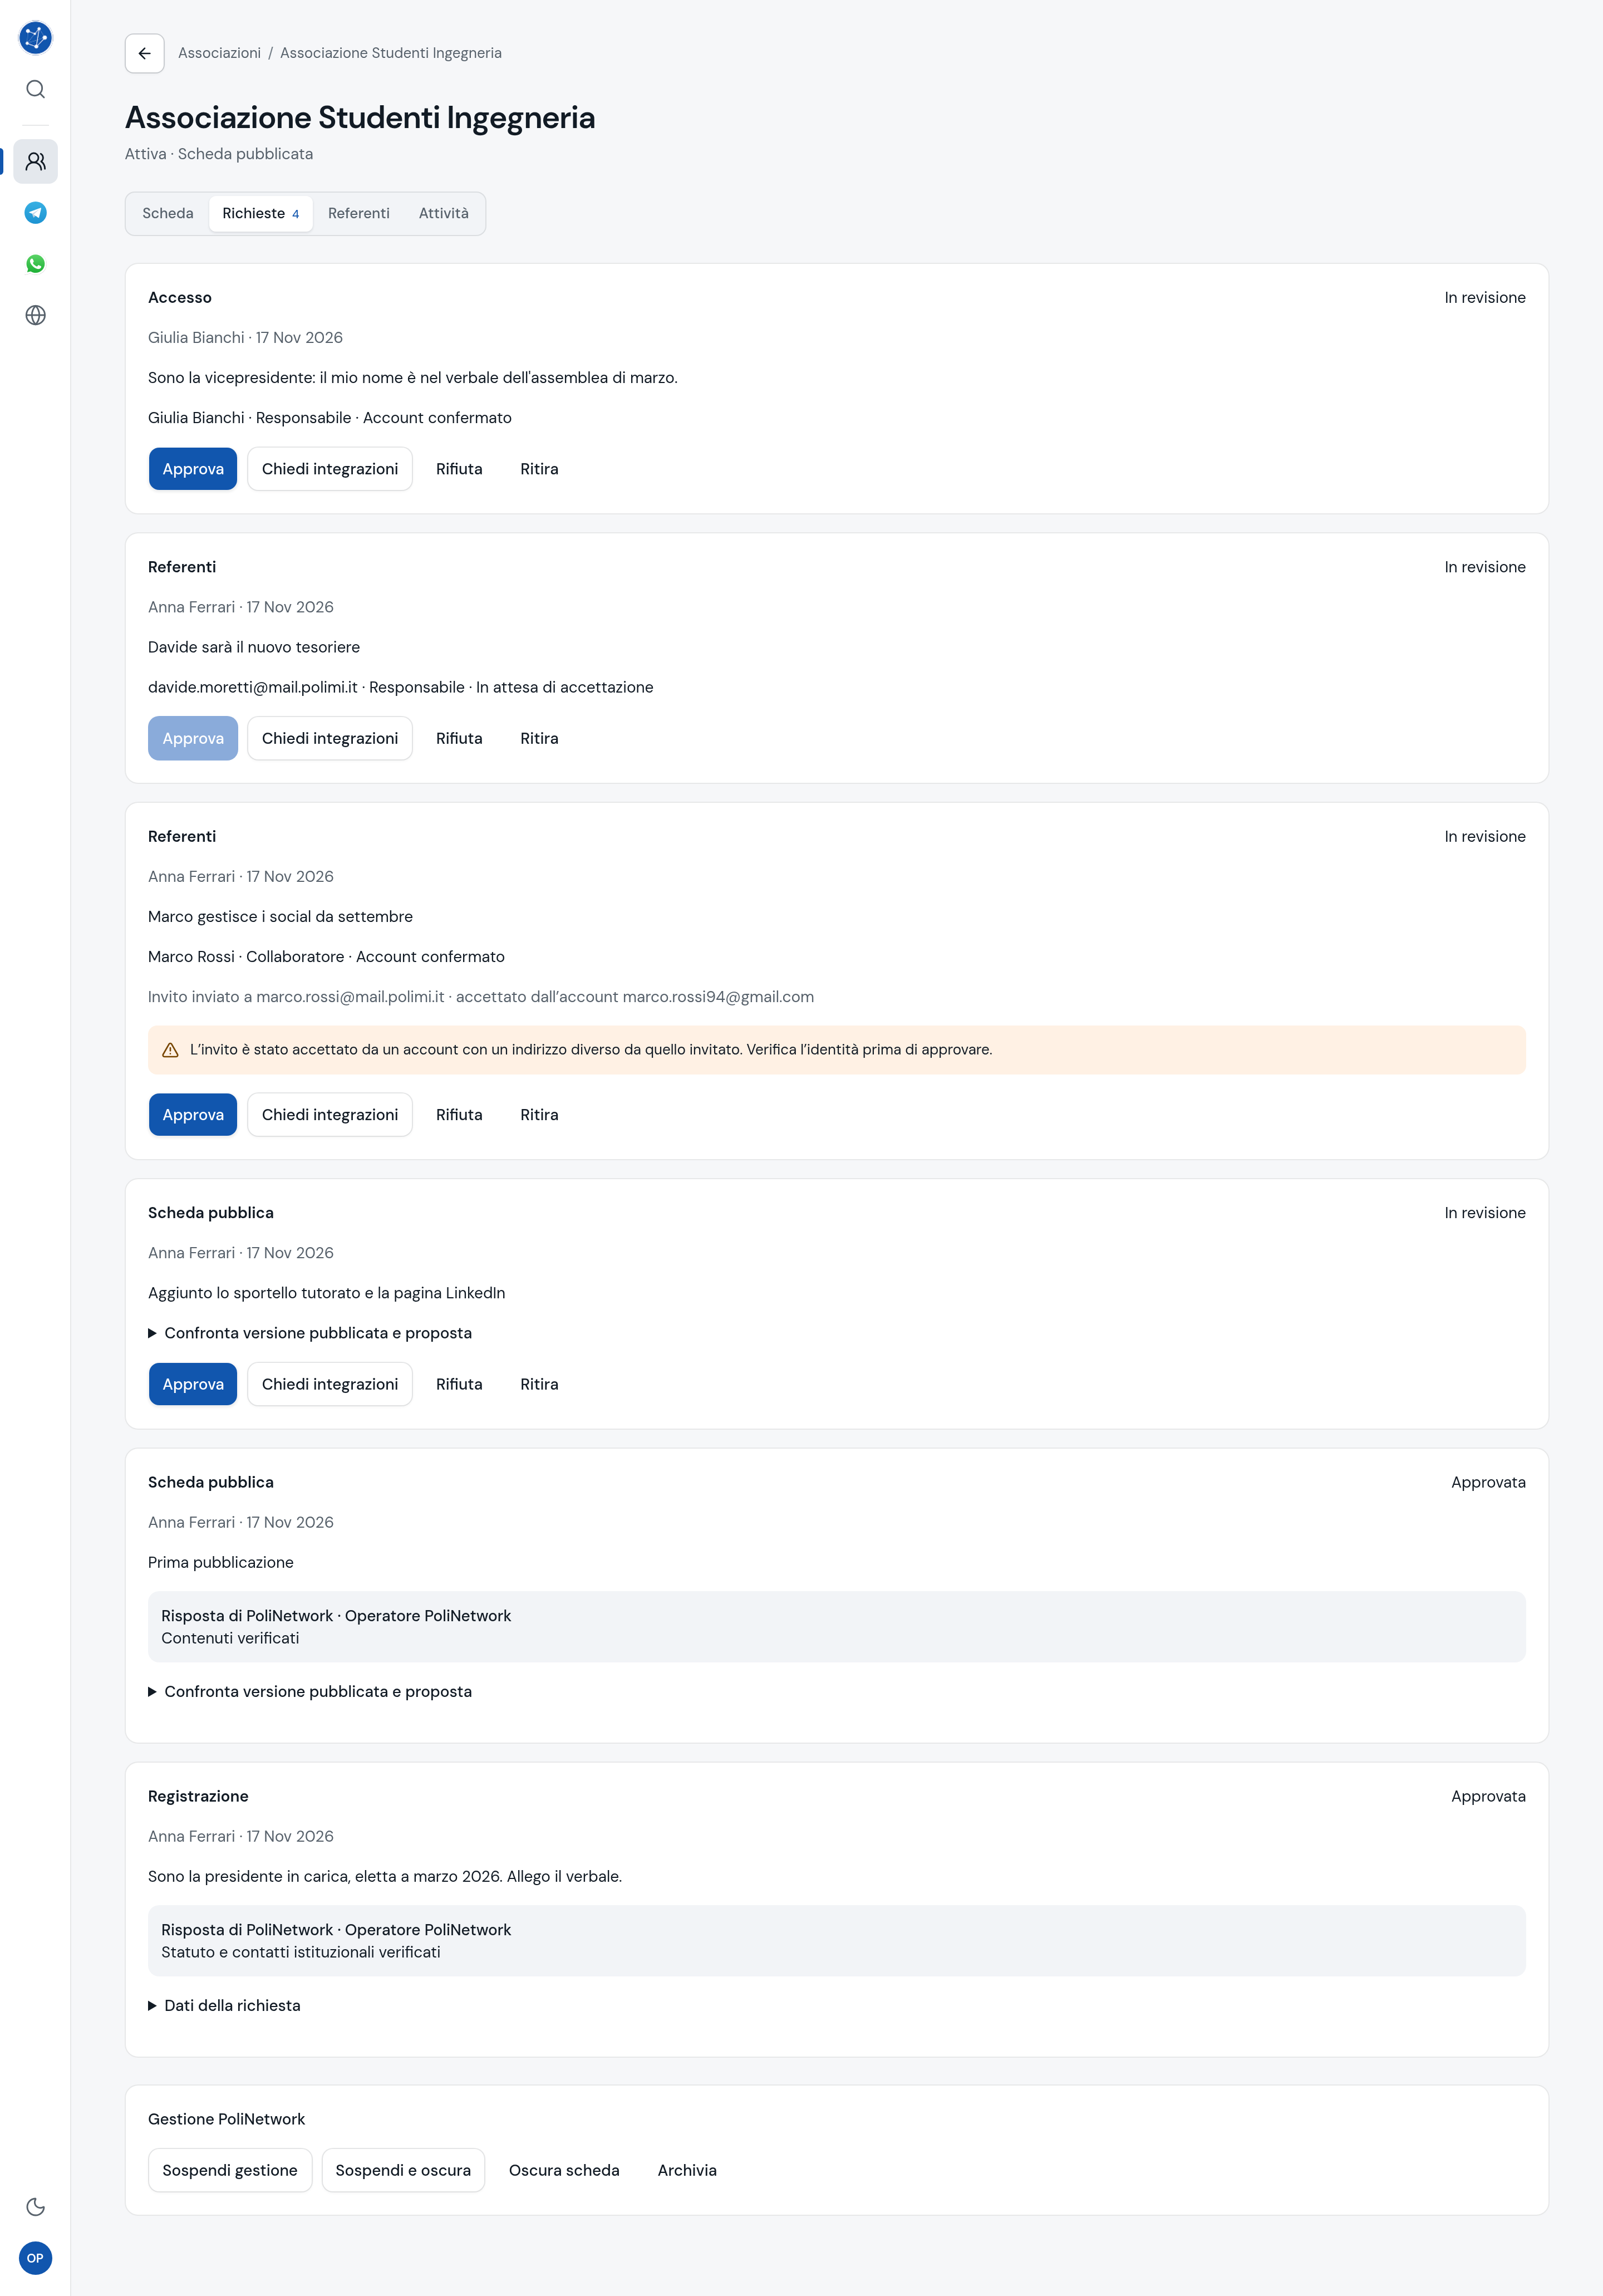 Associazioni / Associazione Studenti Ingegneria
Associazione Studenti Ingegneria
Attiva · Scheda pubblicata
Scheda Richieste 4 Referenti Attività
Accesso In revisione
Giulia Bianchi · 17 Nov 2026
Sono la vicepresidente: il mio nome è nel verbale dell'assemblea di marzo.
Giulia Bianchi · Responsabile · Account confermato
Approva Chiedi integrazioni Rifiuta Ritira
Referenti In revisione
Anna Ferrari · 17 Nov 2026
Davide sarà il nuovo tesoriere
davide.moretti@mail.polimi.it · Responsabile · In attesa di accettazione
Approva Chiedi integrazioni Rifiuta Ritira
Referenti In revisione
Anna Ferrari · 17 Nov 2026
Marco gestisce i social da settembre
Marco Rossi · Collaboratore · Account confermato
Invito inviato a marco.rossi@mail.polimi.it · accettato dall’account marco.rossi94@gmail.com
L’invito è stato accettato da un account con un indirizzo diverso da quello invitato. Verifica l’identità prima di approvare.
Approva Chiedi integrazioni Rifiuta Ritira
Scheda pubblica In revisione
Anna Ferrari · 17 Nov 2026
Aggiunto lo sportello tutorato e la pagina LinkedIn
Confronta versione pubblicata e proposta
Approva Chiedi integrazioni Rifiuta Ritira
Scheda pubblica Approvata
Anna Ferrari · 17 Nov 2026
Prima pubblicazione
Risposta di PoliNetwork · Operatore PoliNetwork
Contenuti verificati
Confronta versione pubblicata e proposta
Registrazione Approvata
Anna Ferrari · 17 Nov 2026
Sono la presidente in carica, eletta a marzo 2026. Allego il verbale.
Risposta di PoliNetwork · Operatore PoliNetwork
Statuto e contatti istituzionali verificati
Dati della richiesta
Gestione PoliNetwork
Sospendi gestione Sospendi e oscura Oscura scheda Archivia
OP